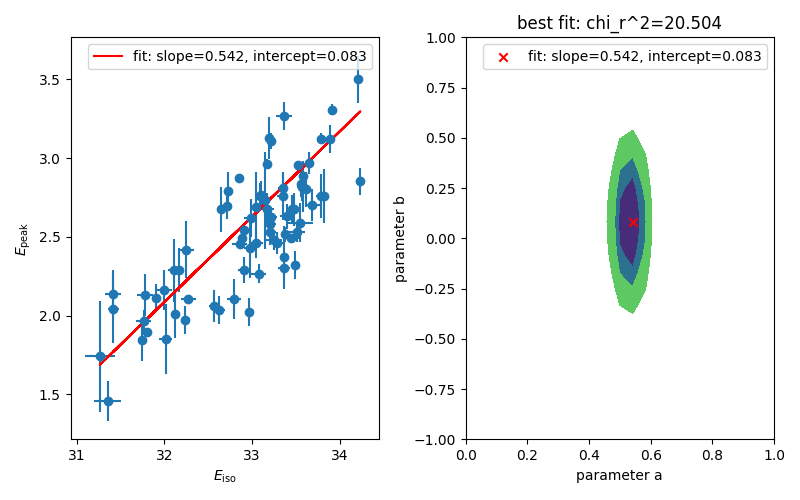 best fit: chi_r^2=20.504
fit: slope=0.542, intercept=0.083
3.5
3.0
2.5
2.0
1.5
E_peak
31 32 33 34
E_iso
fit: slope=0.542, intercept=0.083
1.00
0.75
0.50
0.25
0.00
−0.25
−0.50
−0.75
−1.00
parameter b
0.0 0.2 0.4 0.6 0.8 1.0
parameter a